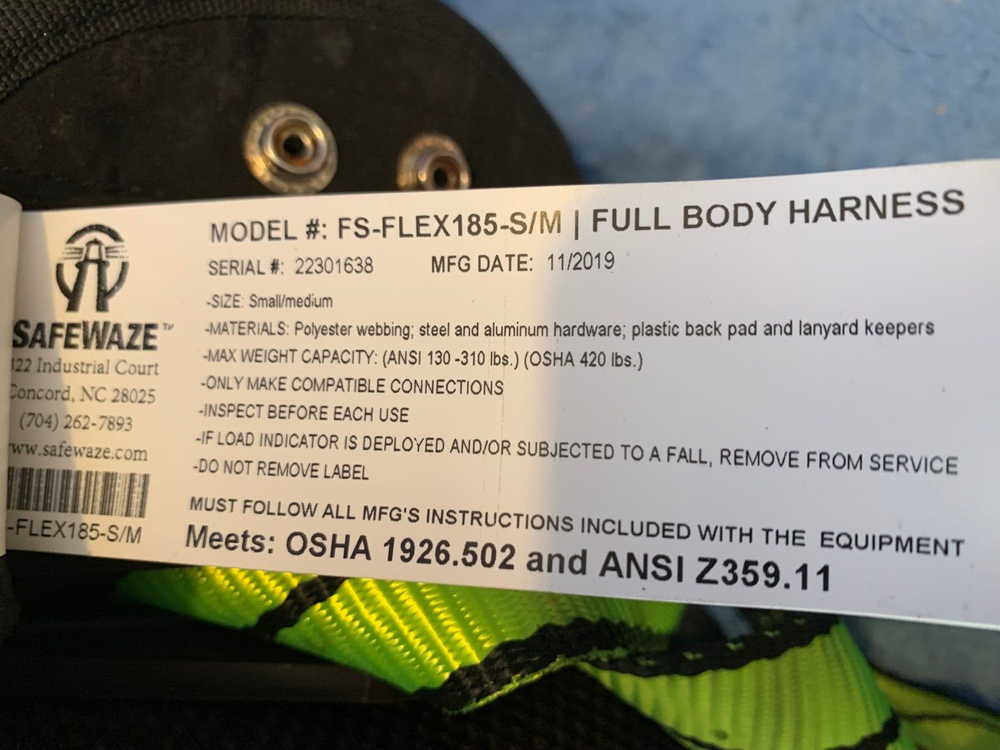 MODEL #: FS-FLEX185-S/M | FULL BODY HARNESS
SERIAL #: 22301638 MFG DATE: 11/2019
-SIZE: Small/medium
-MATERIALS: Polyester webbing; steel and aluminum hardware; plastic back pad and lanyard keepers
-MAX WEIGHT CAPACITY: (ANSI 130 -310 lbs.) (OSHA 420 lbs.)
-ONLY MAKE COMPATIBLE CONNECTIONS
-INSPECT BEFORE EACH USE
-IF LOAD INDICATOR IS DEPLOYED AND/OR SUBJECTED TO A FALL, REMOVE FROM SERVICE
-DO NOT REMOVE LABEL
MUST FOLLOW ALL MFG'S INSTRUCTIONS INCLUDED WITH THE EQUIPMENT
Meets: OSHA 1926.502 and ANSI Z359.11
SAFEWAZE™
Industrial Court
Concord, NC 28025
(704) 262-7893
www.safewaze.com
-FLEX185-S/M